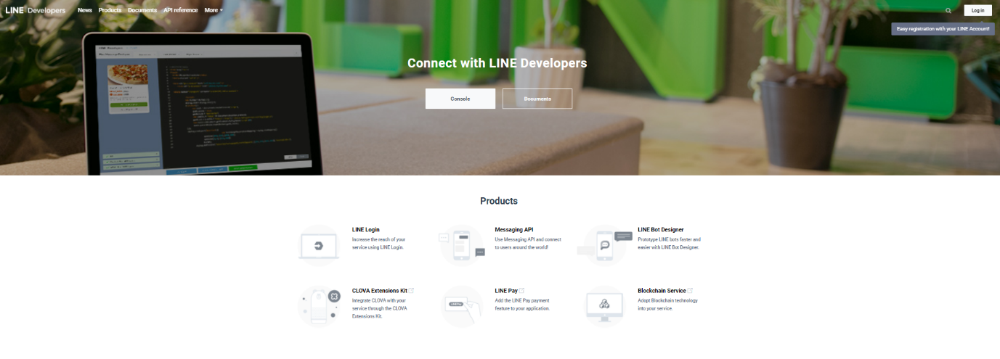 LINE Developers News Products Documents API reference More Log in
Easy registration with your LINE Account!
Connect with LINE Developers
Console Documents
Products
LINE Login
Increase the reach of your
service using LINE Login.
Messaging API
Use Messaging API and connect
to users around the world!
LINE Bot Designer
Prototype LINE bots faster and
easier with LINE Bot Designer.
CLOVA Extensions Kit
Integrate CLOVA with your
service through the CLOVA
Extensions Kit.
LINE Pay
LINE Pay
Add the LINE Pay payment
feature to your application.
Blockchain Service
Adopt Blockchain technology
into your service.